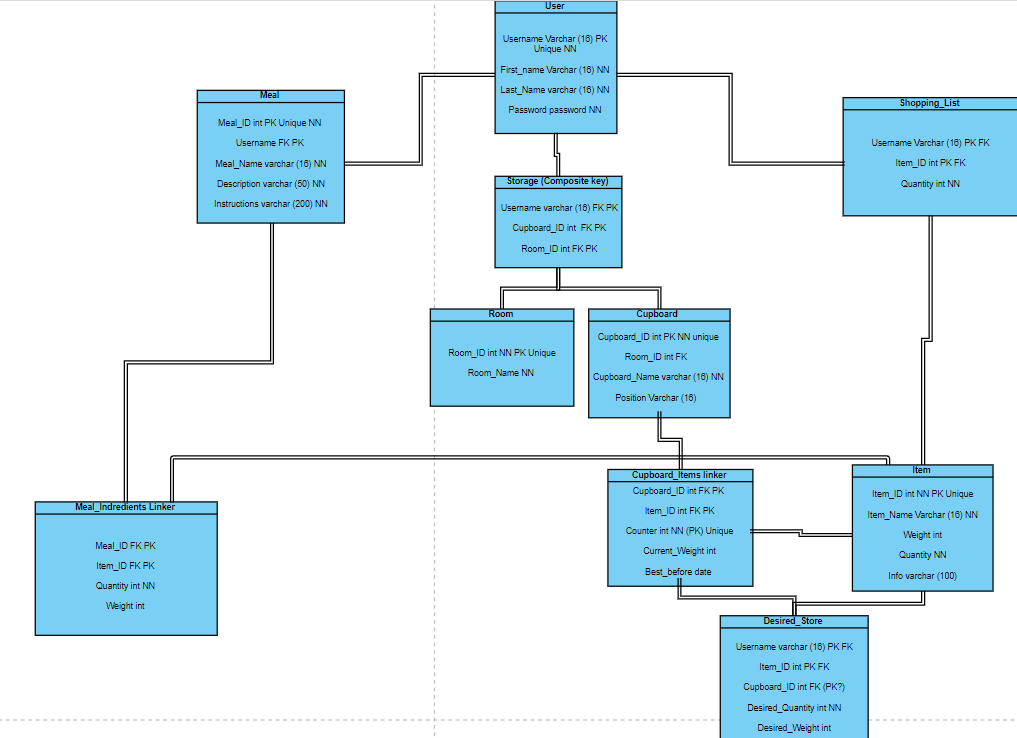 User
Username Varchar (16) PK
Unique NN
First_name Varchar (16) NN
Last_Name varchar (16) NN
Password password NN
Meal
Meal_ID int PK Unique NN
Username FK PK
Meal_Name varchar (16) NN
Description varchar (50) NN
Instructions varchar (200) NN
Shopping_List
Username Varchar (16) PK FK
Item_ID int PK FK
Quantity int NN
Storage (Composite key)
Username varchar (16) FK PK
Cupboard_ID int FK PK
Room_ID int FK PK
Room
Room_ID int NN PK Unique
Room_Name NN
Cupboard
Cupboard_ID int PK NN unique
Room_ID int FK
Cupboard_Name varchar (16) NN
Position Varchar (16)
Meal_Indredients Linker
Meal_ID FK PK
Item_ID FK PK
Quantity int NN
Weight int
Cupboard_Items linker
Cupboard_ID int FK PK
Item_ID int FK PK
Counter int NN (PK) Unique
Current_Weight int
Best_before date
Item
Item_ID int NN PK Unique
Item_Name Varchar (16) NN
Weight int
Quantity NN
Info varchar (100)
Desired_Store
Username varchar (16) PK FK
Item_ID int PK FK
Cupboard_ID int FK (PK?)
Desired_Quantity int NN
Desired_Weight int